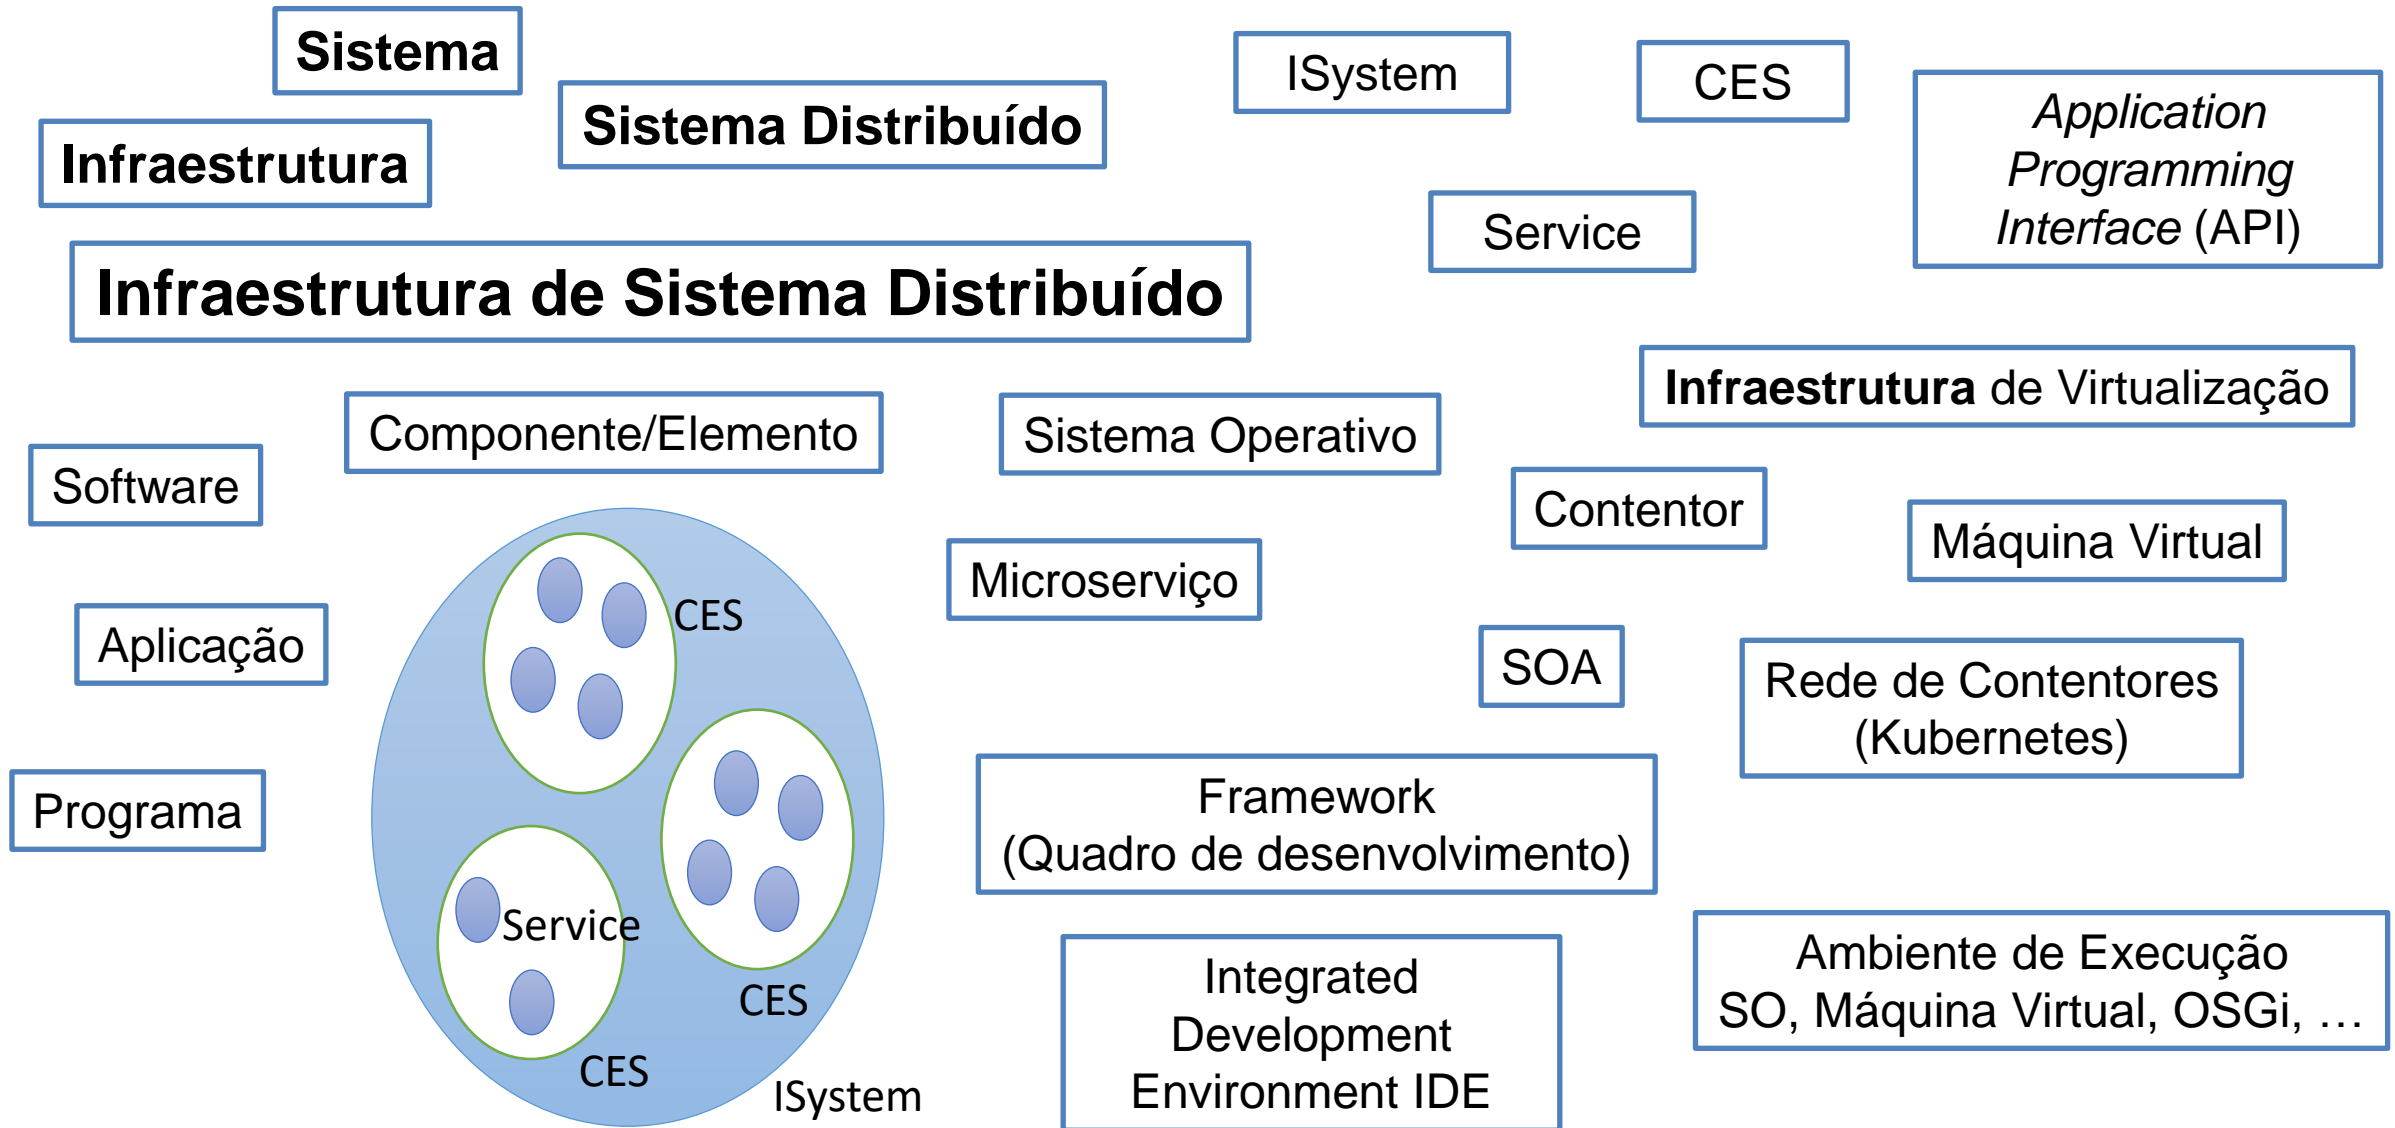 Sistema
Sistema Distribuído
Infraestrutura
Infraestrutura de Sistema Distribuído
ISystem
CES
Application
Programming
Interface (API)
Service
Infraestrutura de Virtualização
Componente/Elemento
Sistema Operativo
Software
Contentor
Máquina Virtual
Microserviço
Aplicação
SOA
Rede de Contentores
(Kubernetes)
Programa
Framework
(Quadro de desenvolvimento)
Integrated
Development
Environment IDE
Ambiente de Execução
SO, Máquina Virtual, OSGi, …
CES
Service
CES
CES
ISystem